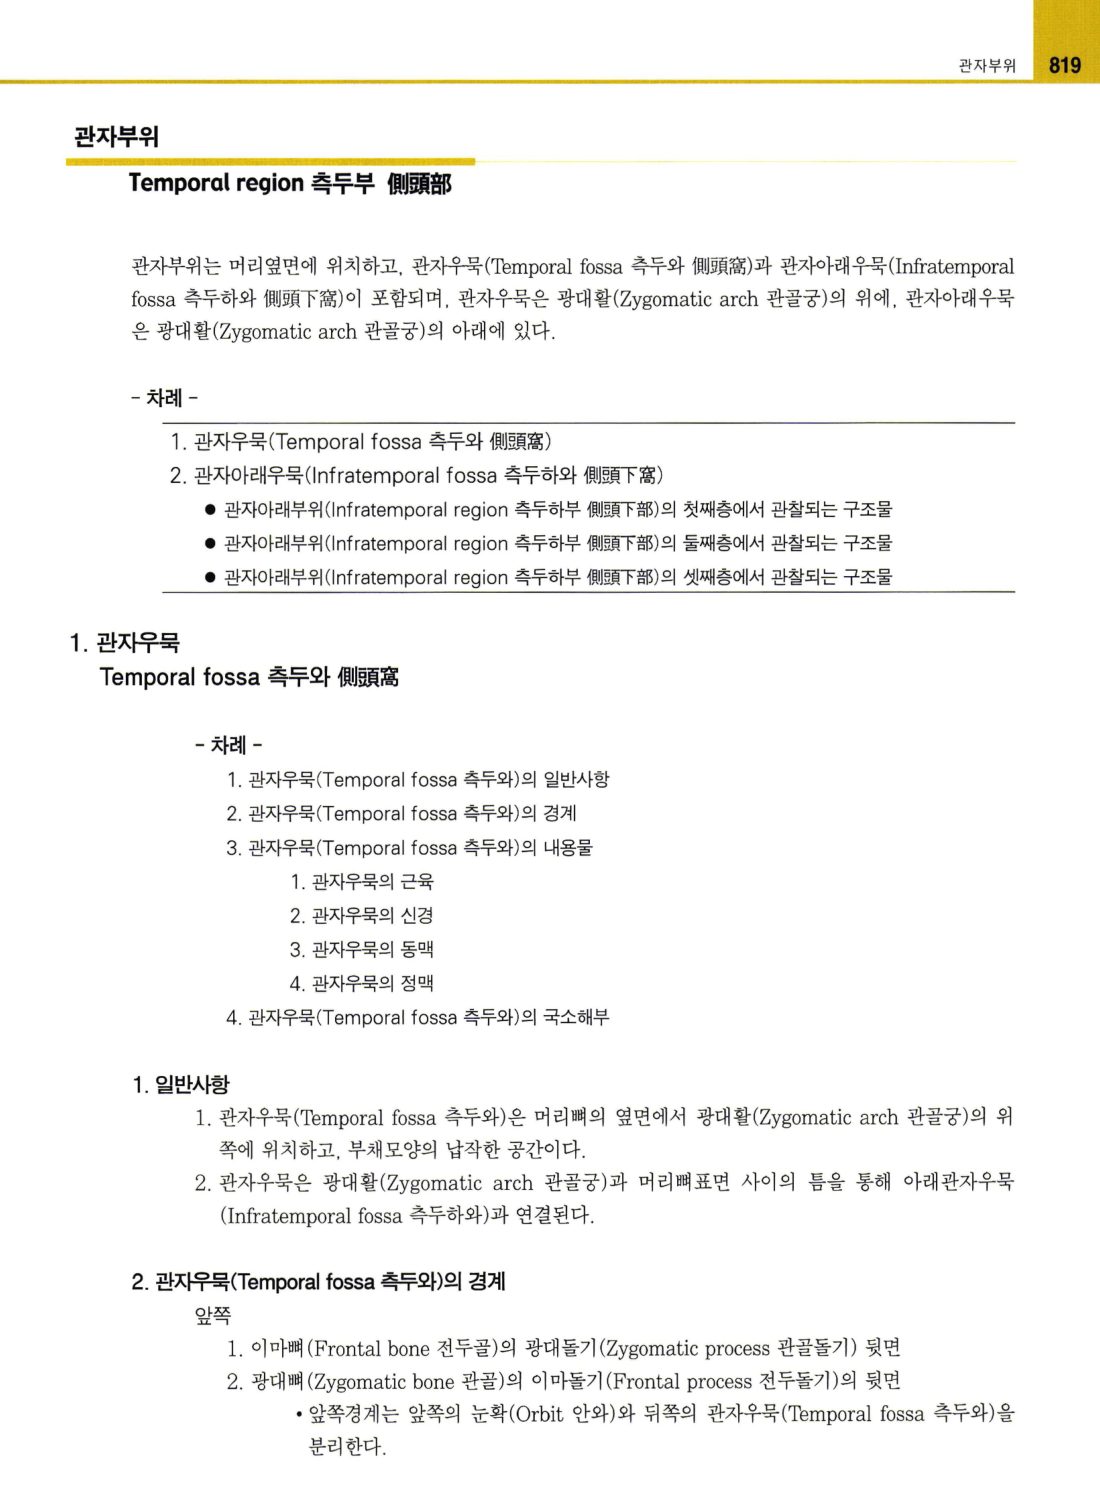 관자부위 819
관자부위
Temporal region 측두부 側頭部
관자부위는 머리옆면에 위치하고, 관자우묵(Temporal fossa 측두와 側頭窩)과 관자아래우묵(Infratemporal
fossa 측두하와 側頭下窩)이 포함되며, 관자우묵은 광대활(Zygomatic arch 관골궁)의 위에, 관자아래우묵
은 광대활(Zygomatic arch 관골궁)의 아래에 있다.
- 차례 -
1. 관자우묵(Temporal fossa 측두와 側頭窩)
2. 관자아래우묵(Infratemporal fossa 측두하와 側頭下窩)
● 관자아래부위(Infratemporal region 측두하부 側頭下部)의 첫째층에서 관찰되는 구조물
● 관자아래부위(Infratemporal region 측두하부 側頭下部)의 둘째층에서 관찰되는 구조물
● 관자아래부위(Infratemporal region 측두하부 側頭下部)의 셋째층에서 관찰되는 구조물
1. 관자우묵
Temporal fossa 측두와 側頭窩
- 차례 -
1. 관자우묵(Temporal fossa 측두와)의 일반사항
2. 관자우묵(Temporal fossa 측두와)의 경계
3. 관자우묵(Temporal fossa 측두와)의 내용물
1. 관자우묵의 근육
2. 관자우묵의 신경
3. 관자우묵의 동맥
4. 관자우묵의 정맥
4. 관자우묵(Temporal fossa 측두와)의 국소해부
1. 일반사항
1. 관자우묵(Temporal fossa 측두와)은 머리뼈의 옆면에서 광대활(Zygomatic arch 관골궁)의 위
쪽에 위치하고, 부채모양의 납작한 공간이다.
2. 관자우묵은 광대활(Zygomatic arch 관골궁)과 머리뼈표면 사이의 틈을 통해 아래관자우묵
(Infratemporal fossa 측두하와)과 연결된다.
2. 관자우묵(Temporal fossa 측두와)의 경계
앞쪽
1. 이마뼈(Frontal bone 전두골)의 광대돌기(Zygomatic process 관골돌기) 뒷면
2. 광대뼈(Zygomatic bone 관골)의 이마돌기(Frontal process 전두돌기)의 뒷면
• 앞쪽경계는 앞쪽의 눈확(Orbit 안와)와 뒤쪽의 관자우묵(Temporal fossa 측두와)을
분리한다.